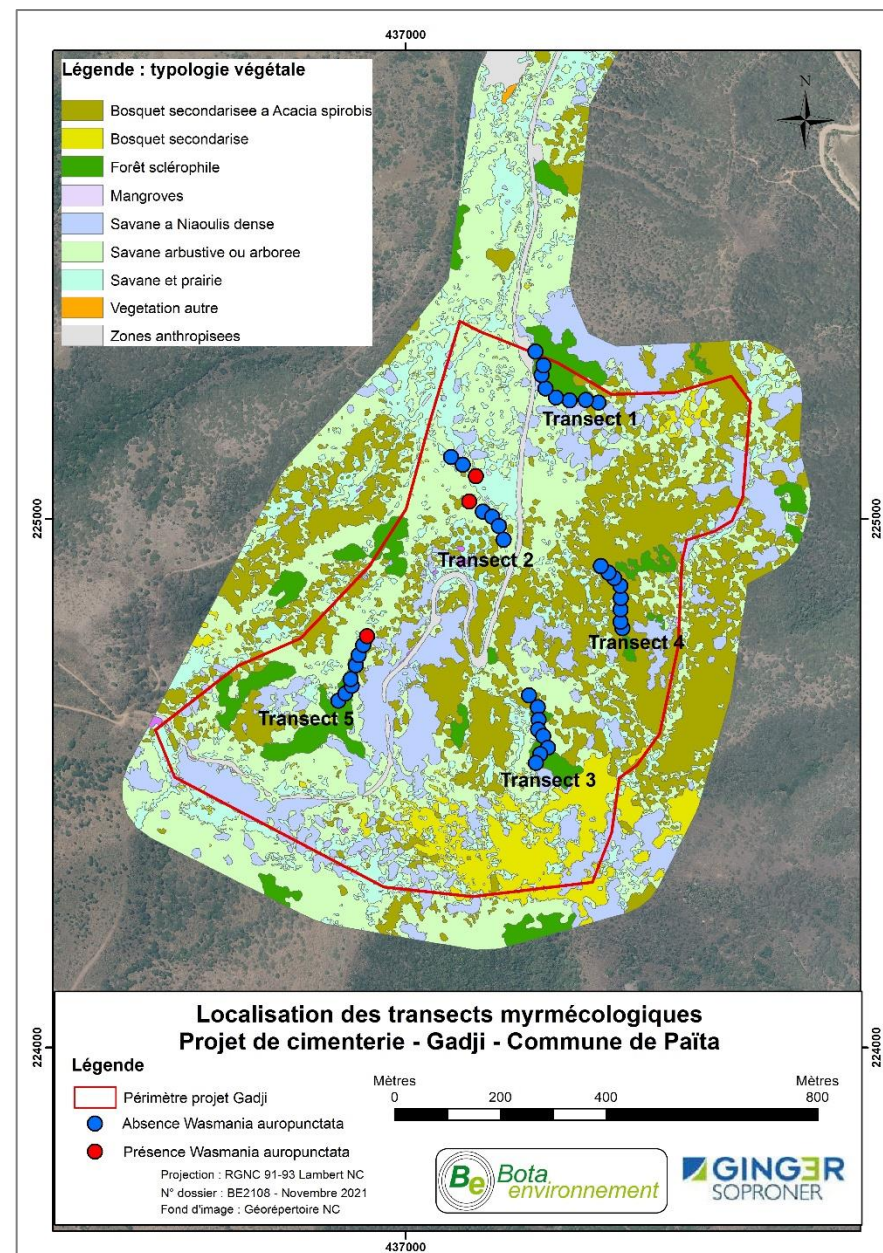 437000
Légende : typologie végétale
Bosquet secondarisee a Acacia spirobis
Bosquet secondarise
Forêt sclérophile
Mangroves
Savane a Niaoulis dense
Savane arbustive ou arboree
Savane et prairie
Vegetation autre
Zones anthropisees
N
Transect 1
225000
225000
Transect 2
Transect 4
Transect 5
Transect 3
Localisation des transects myrmécologiques
Projet de cimenterie - Gadji - Commune de Païta
224000
224000
Légende
Périmètre projet Gadji
Absence Wasmania auropunctata
Présence Wasmania auropunctata
Mètres
Mètres
0 200 400 800
Projection : RGNC 91-93 Lambert NC
N° dossier : BE2108 - Novembre 2021
Fond d'image : Géorépertoire NC
Be Bota
environnement
GINGER
SOPRONER
437000